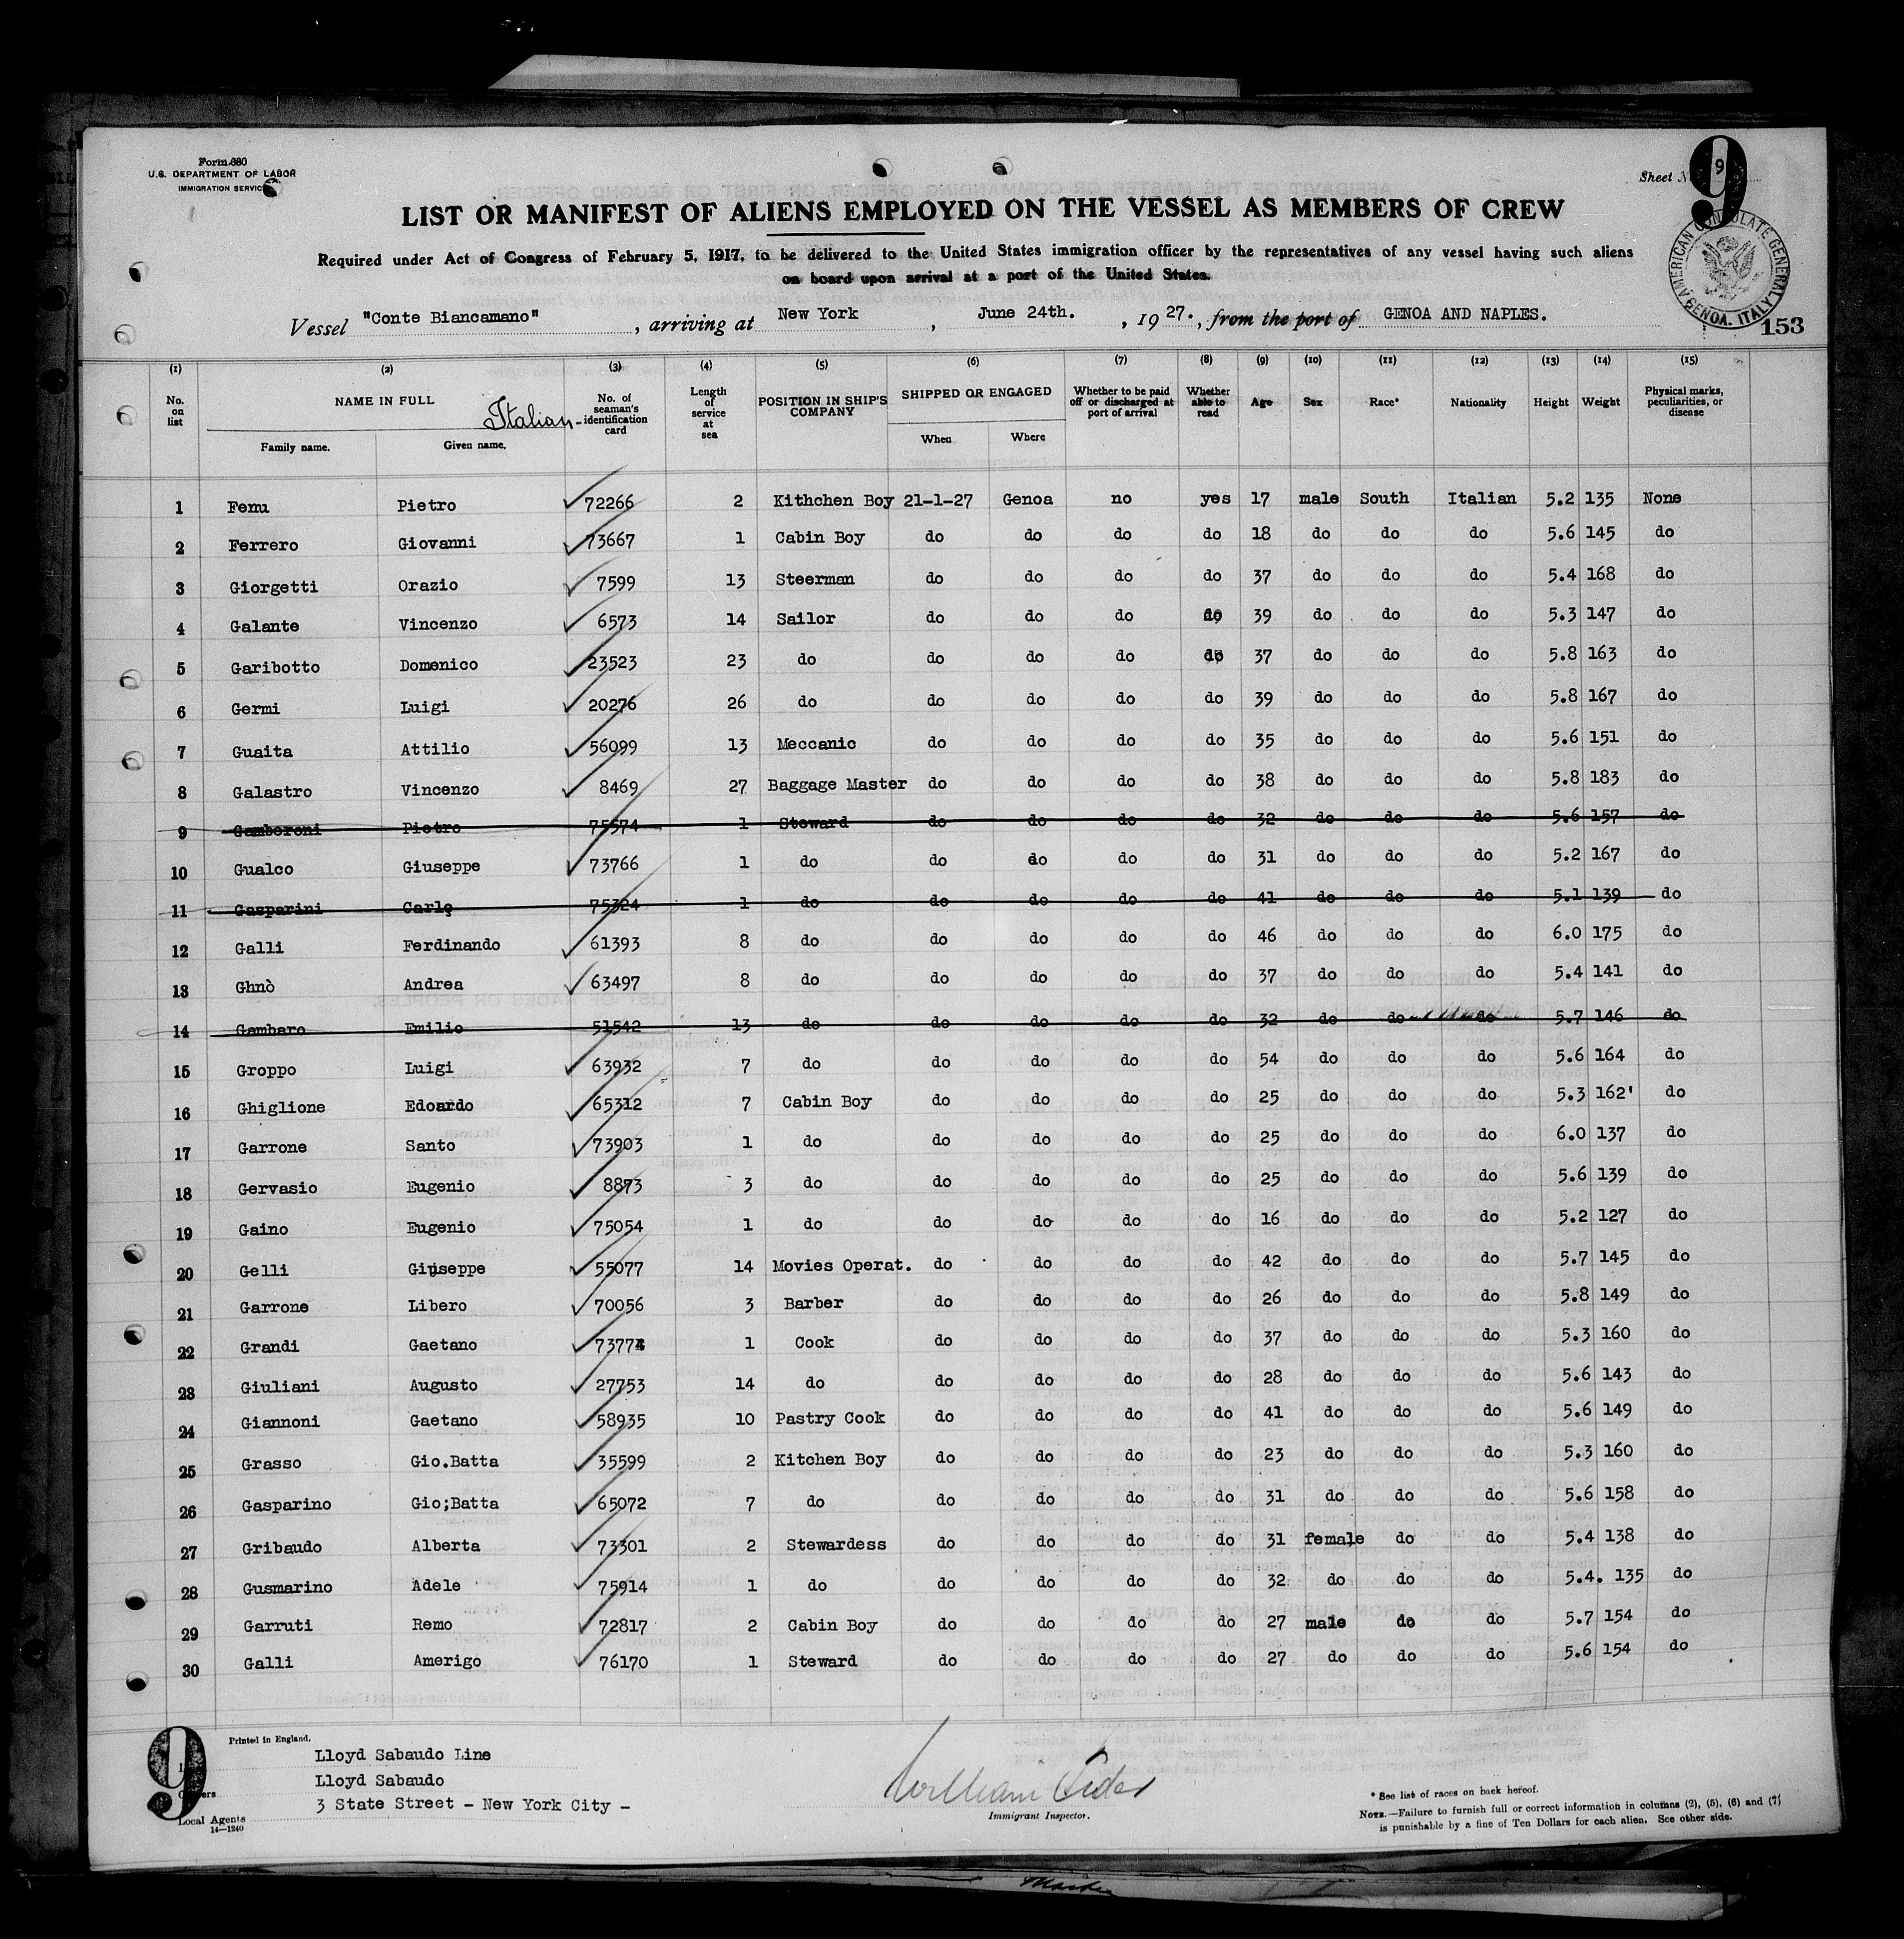 Form 680
U.S. DEPARTMENT OF LABOR
IMMIGRATION SERVICE
Sheet 9
9
AMERICAN CONSULATE GENERAL
GENOA. ITALY
153
LIST OR MANIFEST OF ALIENS EMPLOYED ON THE VESSEL AS MEMBERS OF CREW
Required under Act of Congress of February 5, 1917, to be delivered to the United States immigration officer by the representatives of any vessel having such aliens
on board upon arrival at a port of the United States.
Vessel "Conte Biancamano" , arriving at New York , June 24th. , 1927. , from the port of GENOA AND NAPLES.
(1) (2) (3) (4) (5) (6) (7) (8) (9) (10) (11) (12) (13) (14) (15)
No. on list NAME IN FULL Family name. Given name. Italian- No. of seaman's identification card Length of service at sea POSITION IN SHIP'S COMPANY SHIPPED OR ENGAGED When Where Whether to be paid off or discharged at port of arrival Whether able to read Age Sex Race* Nationality Height Weight Physical marks, peculiarities, or disease
1 Fenu Pietro 72266 2 Kithchen Boy 21-1-27 Genoa no yes 17 male South Italian 5.2 135 None
2 Ferrero Giovanni 73667 1 Cabin Boy do do do do 18 do do do 5.6 145 do
3 Giorgetti Orazio 7599 13 Steerman do do do do 37 do do do 5.4 168 do
4 Galante Vincenzo 6573 14 Sailor do do do do 39 do do do 5.3 147 do
5 Garibotto Domenico 23523 23 do do do do do 37 do do do 5.8 163 do
6 Germi Luigi 20276 26 do do do do do 39 do do do 5.8 167 do
7 Guaita Attilio 56099 13 Meccanic do do do do 35 do do do 5.6 151 do
8 Galastro Vincenzo 8469 27 Baggage Master do do do do 38 do do do 5.8 183 do
9 Gamboroni Pietro 75574 1 Steward do do do do 32 do do do 5.6 157 do
10 Gualco Giuseppe 73766 1 do do do do do 31 do do do 5.2 167 do
11 Gasparini Carlo 75324 1 do do do do do 41 do do do 5.1 139 do
12 Galli Ferdinando 61393 8 do do do do do 46 do do do 6.0 175 do
13 Ghnò Andrea 63497 8 do do do do do 37 do do do 5.4 141 do
14 Gambaro Emilio 51542 13 do do do do do 32 do do do 5.7 146 do
15 Groppo Luigi 63932 7 do do do do do 54 do do do 5.6 164 do
16 Ghiglione Edoardo 65312 7 Cabin Boy do do do do 25 do do do 5.3 162' do
17 Garrone Santo 73903 1 do do do do do 25 do do do 6.0 137 do
18 Gervasio Eugenio 8873 3 do do do do do 25 do do do 5.6 139 do
19 Gaino Eugenio 75054 1 do do do do do 16 do do do 5.2 127 do
20 Gelli Giuseppe 55077 14 Movies Operat. do do do do 42 do do do 5.7 145 do
21 Garrone Libero 70056 3 Barber do do do do 26 do do do 5.8 149 do
22 Grandi Gaetano 73774 1 Cook do do do do 37 do do do 5.3 160 do
23 Giuliani Augusto 27753 14 do do do do do 28 do do do 5.6 143 do
24 Giannoni Gaetano 58935 10 Pastry Cook do do do do 41 do do do 5.6 149 do
25 Grasso Gio.Batta 35599 2 Kitchen Boy do do do do 23 do do do 5.3 160 do
26 Gasparino Gio;Batta 65072 7 do do do do do 31 do do do 5.6 158 do
27 Gribaudo Alberta 73301 2 Stewardess do do do do 31 female do do 5.4 138 do
28 Gusmarino Adele 75914 1 do do do do do 32 do do do 5.4. 135 do
29 Garruti Remo 72817 2 Cabin Boy do do do do 27 male do do 5.7 154 do
30 Galli Amerigo 76170 1 Steward do do do do 27 do do do 5.6 154 do
9
Printed in England.
Lloyd Sabaudo Line
Lloyd Sabaudo
Local Agents 3 State Street - New York City -
14-1240
William
Immigrant Inspector.
* See list of races on back hereof.
NOTE.—Failure to furnish full or correct information in columns (2), (5), (6) and (7)
is punishable by a fine of Ten Dollars for each alien. See other side.